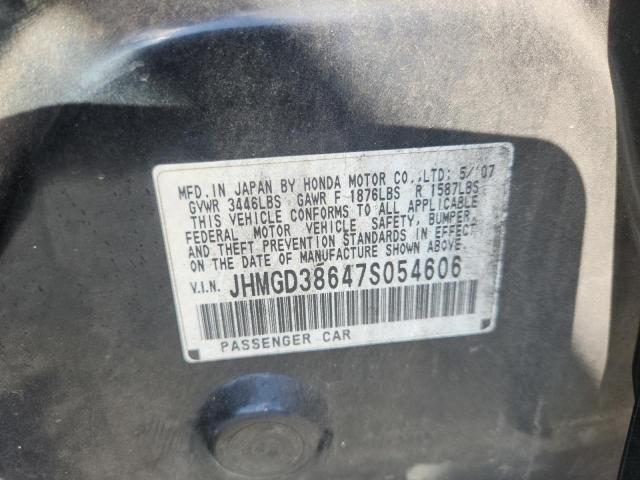 MFD. IN JAPAN BY HONDA MOTOR CO.,LTD: 5/'07
GVWR 3446LBS GAWR F 1876LBS R 1587LBS
THIS VEHICLE CONFORMS TO ALL APPLICABLE
FEDERAL MOTOR VEHICLE SAFETY, BUMPER,
AND THEFT PREVENTION STANDARDS IN EFFECT
ON THE DATE OF MANUFACTURE SHOWN ABOVE.
V.I.N. JHMGD38647S054606
PASSENGER CAR